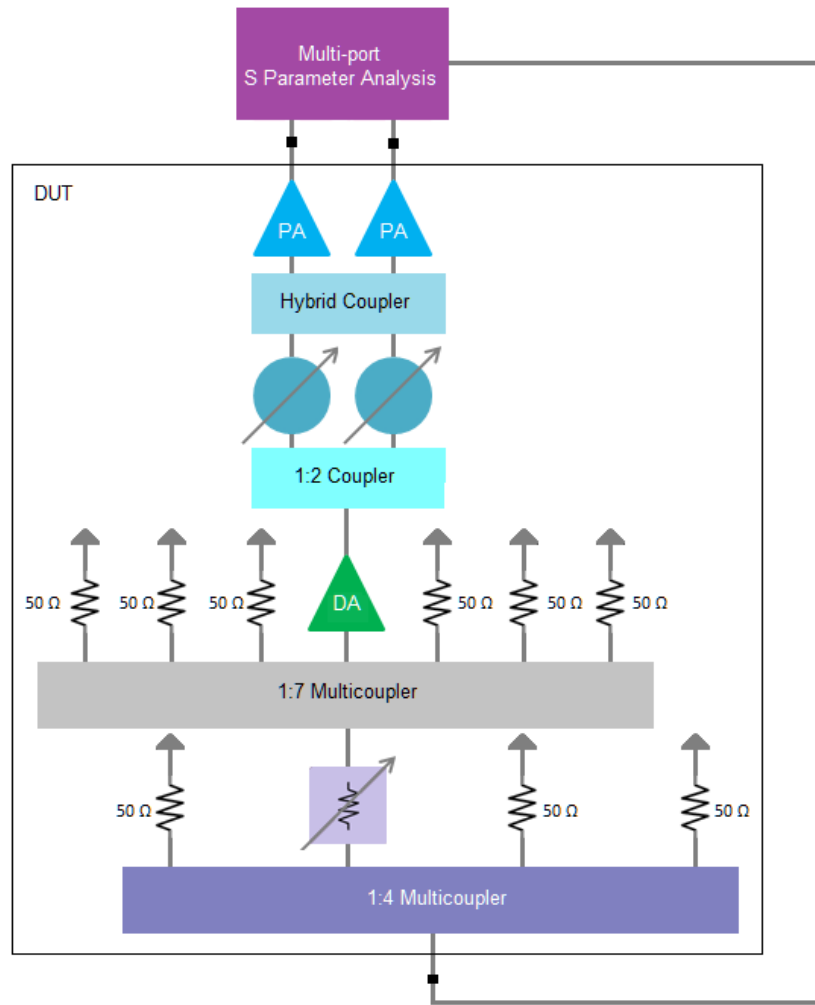 Multi-port
S Parameter Analysis
DUT
PA PA
Hybrid Coupler
1:2 Coupler
50 Ω 50 Ω 50 Ω DA 50 Ω 50 Ω 50 Ω
1:7 Multicoupler
50 Ω 50 Ω 50 Ω
1:4 Multicoupler